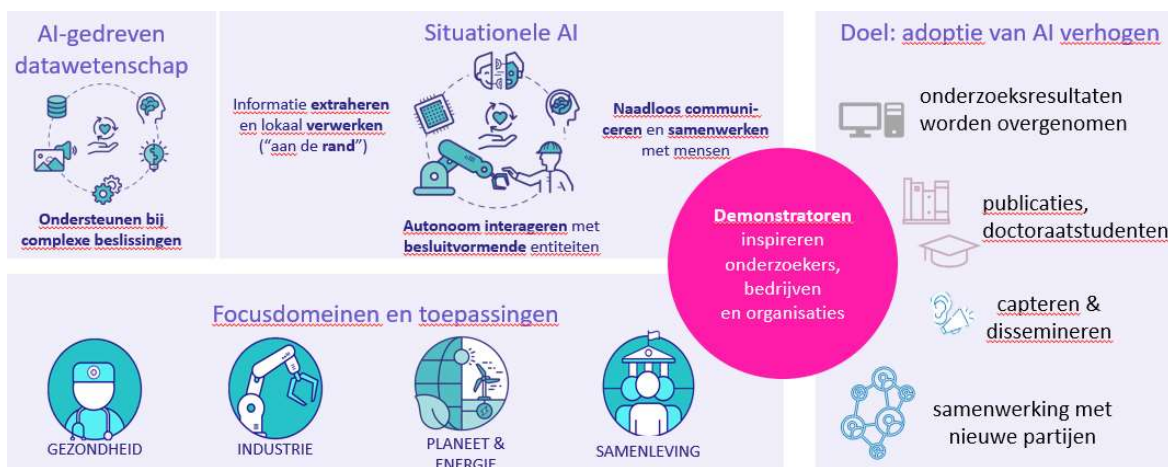 AI-gedreven
datawetenschap
Ondersteunen bij
complexe beslissingen
Situationele AI
Informatie extraheren
en lokaal verwerken
(“aan de rand”)
Naadloos communi-
ceren en samenwerken
met mensen
Autonoom interageren met
besluitvormende entiteiten
Demonstratoren
inspireren
onderzoekers,
bedrijven
en organisaties
Focusdomeinen en toepassingen
GEZONDHEID
INDUSTRIE
PLANEET &
ENERGIE
SAMENLEVING
Doel: adoptie van AI verhogen
onderzoeksresultaten
worden overgenomen
publicaties,
doctoraatstudenten
capteren &
dissemineren
samenwerking met
nieuwe partijen